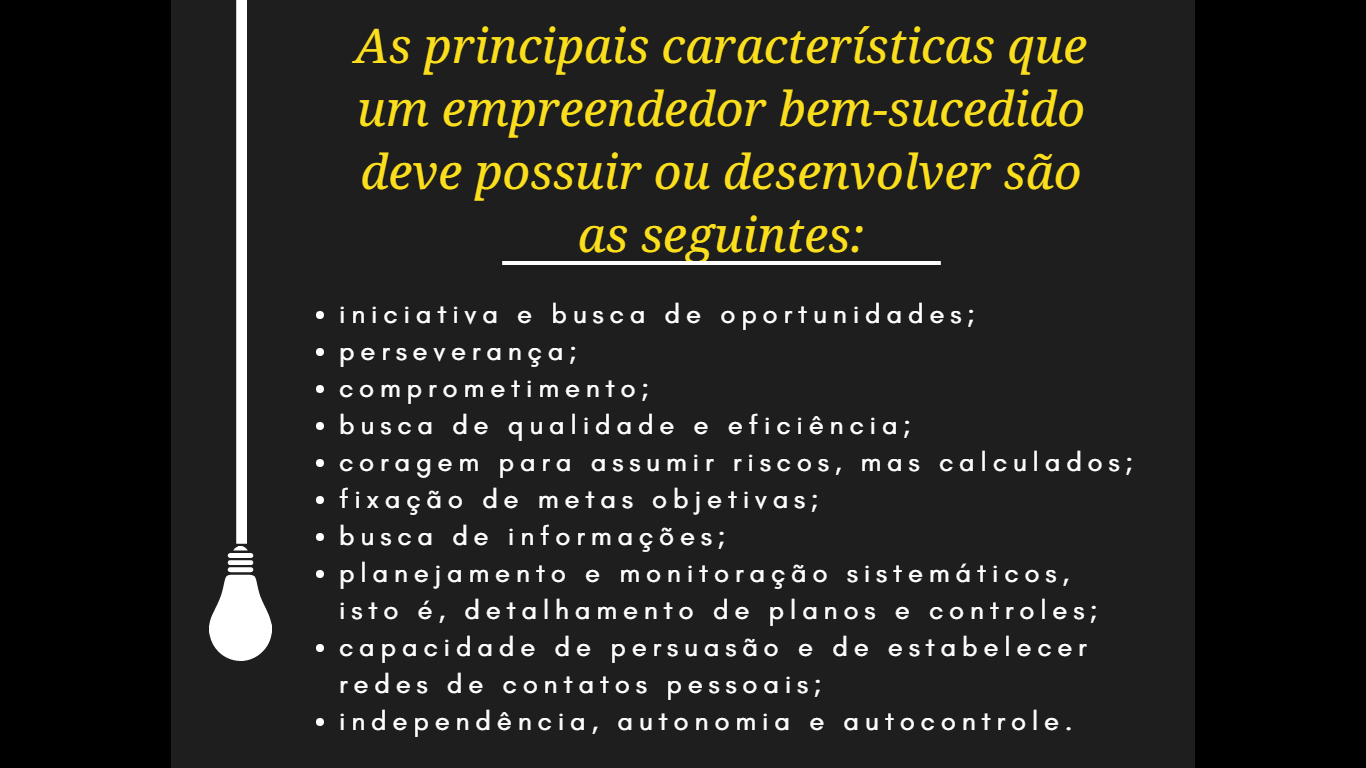 As principais características que
um empreendedor bem-sucedido
deve possuir ou desenvolver são
as seguintes:
• iniciativa e busca de oportunidades;
• perseverança;
• comprometimento;
• busca de qualidade e eficiência;
• coragem para assumir riscos, mas calculados;
• fixação de metas objetivas;
• busca de informações;
• planejamento e monitoração sistemáticos,
isto é, detalhamento de planos e controles;
• capacidade de persuasão e de estabelecer
redes de contatos pessoais;
• independência, autonomia e autocontrole.